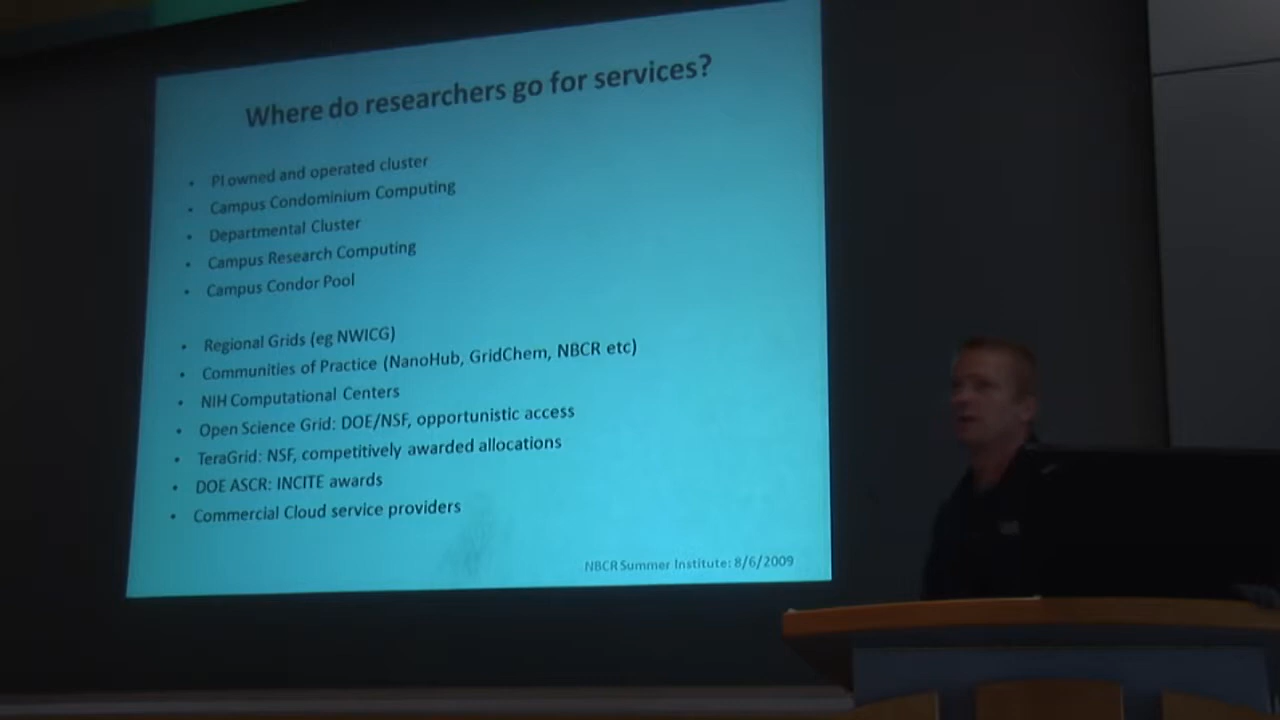 Where do researchers go for services?
• PI owned and operated cluster
• Campus Condominium Computing
• Departmental Cluster
• Campus Research Computing
• Campus Condor Pool
• Regional Grids (eg NWICG)
• Communities of Practice (NanoHub, GridChem, NBCR etc)
• NIH Computational Centers
• Open Science Grid: DOE/NSF, opportunistic access
• TeraGrid: NSF, competitively awarded allocations
• DOE ASCR: INCITE awards
• Commercial Cloud service providers
NBCR Summer Institute: 8/6/2009